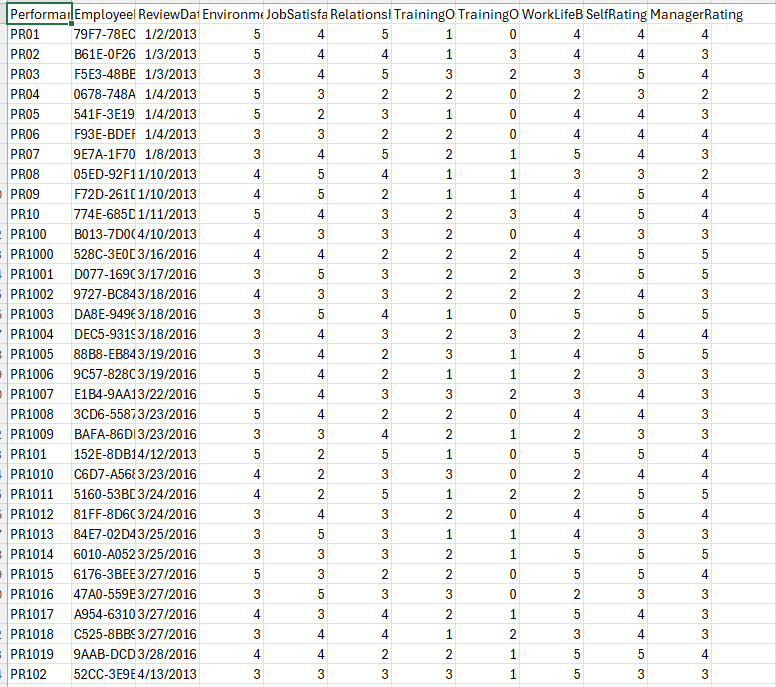 Performan EmployeeI ReviewDat Environme JobSatisfa Relationsh TrainingO TrainingO WorkLifeB SelfRating ManagerRating
PR01 79F7-78EC 1/2/2013 5 4 5 1 0 4 4 4
PR02 B61E-0F26 1/3/2013 5 4 4 1 3 4 4 3
PR03 F5E3-48BB 1/3/2013 3 4 5 3 2 3 5 4
PR04 0678-748A 1/4/2013 5 3 2 2 0 2 3 2
PR05 541F-3E19 1/4/2013 5 2 3 1 0 4 4 3
PR06 F93E-BDEF 1/4/2013 3 3 2 2 0 4 4 4
PR07 9E7A-1F70 1/8/2013 3 4 5 2 1 5 4 3
PR08 05ED-92F1 1/10/2013 4 5 4 1 1 3 3 2
PR09 F72D-261D 1/10/2013 4 5 2 1 1 4 5 4
PR10 774E-685D 1/11/2013 5 4 3 2 3 4 5 4
PR100 B013-7D0C 4/10/2013 4 3 3 2 0 4 3 3
PR1000 528C-3E0D 3/16/2016 4 4 2 2 2 4 5 5
PR1001 D077-169C 3/17/2016 3 5 3 2 2 3 5 5
PR1002 9727-BC84 3/18/2016 4 3 3 2 2 2 4 3
PR1003 DA8E-9496 3/18/2016 3 5 4 1 0 5 5 5
PR1004 DEC5-9319 3/18/2016 3 4 3 2 3 2 4 4
PR1005 88B8-EB84 3/19/2016 3 4 2 3 1 4 5 5
PR1006 9C57-828C 3/19/2016 5 4 2 1 1 2 3 3
PR1007 E1B4-9AA1 3/22/2016 5 4 3 3 2 3 4 3
PR1008 3CD6-5587 3/23/2016 5 4 2 2 0 4 4 3
PR1009 BAFA-86DI 3/23/2016 3 3 4 2 1 2 3 3
PR101 152E-8DB1 4/12/2013 5 2 5 1 0 5 5 4
PR1010 C6D7-A568 3/23/2016 4 2 3 3 0 2 4 4
PR1011 5160-53BD 3/24/2016 4 2 5 1 2 2 5 5
PR1012 81FF-8D6C 3/24/2016 3 4 3 2 0 4 5 4
PR1013 84E7-02D4 3/25/2016 3 5 3 1 1 4 3 3
PR1014 6010-A052 3/25/2016 3 3 3 2 1 5 5 5
PR1015 6176-3BEE 3/27/2016 5 3 2 2 0 5 5 4
PR1016 47A0-559E 3/27/2016 3 5 3 3 0 2 3 3
PR1017 A954-6310 3/27/2016 4 3 4 2 1 5 4 3
PR1018 C525-8BB9 3/27/2016 3 4 4 1 2 3 4 3
PR1019 9AAB-DCD 3/28/2016 4 4 2 2 1 5 5 4
PR102 52CC-3E9E 4/13/2013 3 3 3 3 1 5 3 3